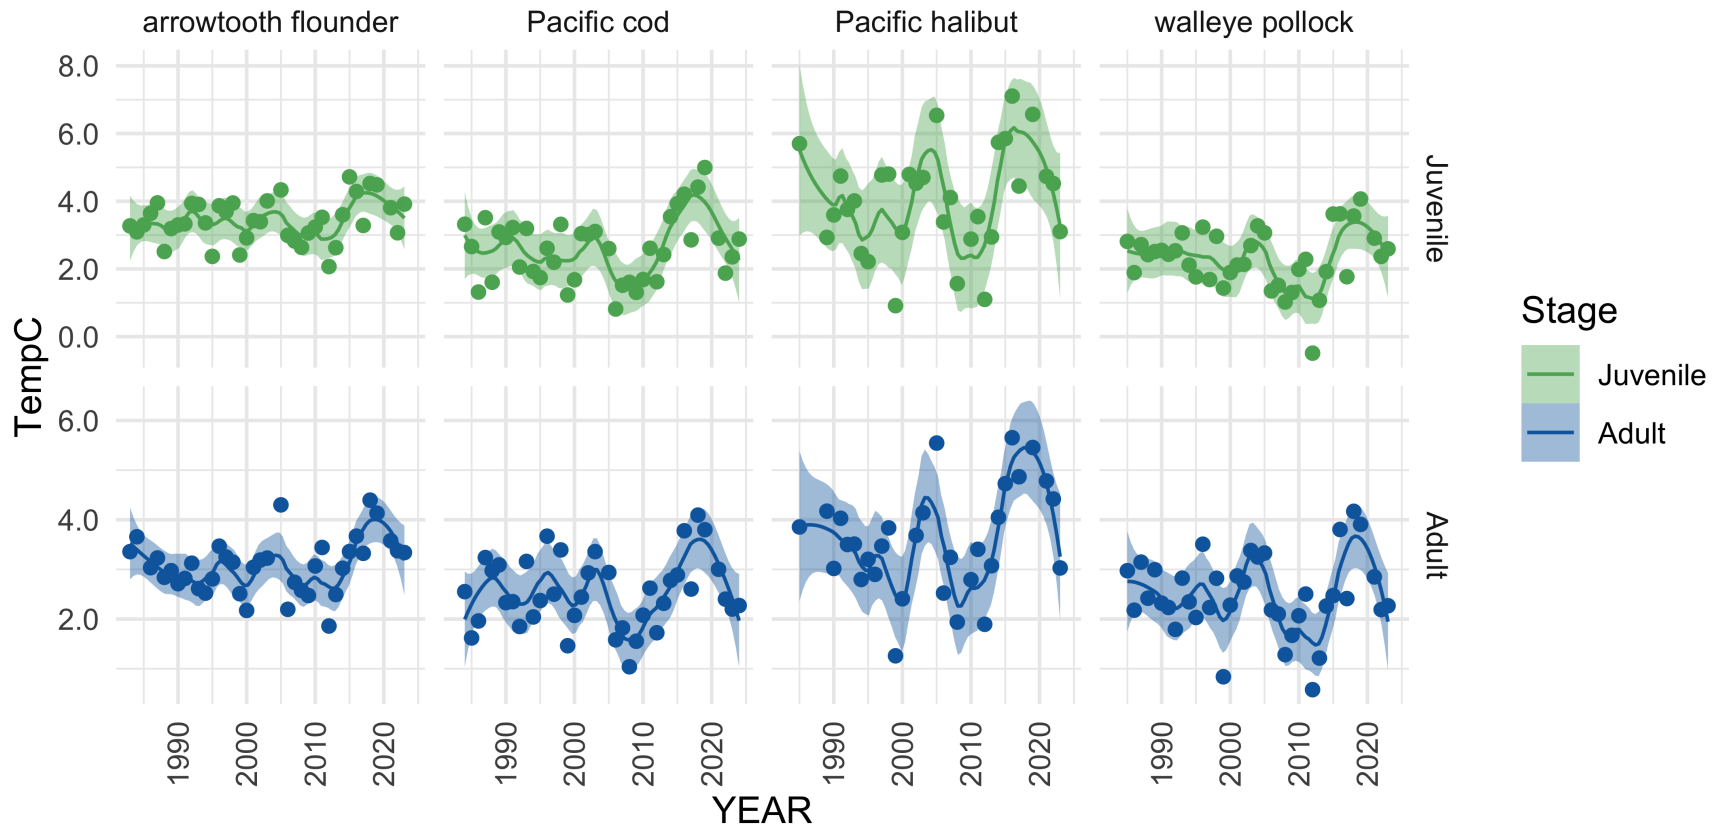 arrowtooth flounder Pacific cod Pacific halibut walleye pollock
8.0
6.0
4.0
2.0
0.0
Juvenile
6.0
4.0
2.0
Adult
TempC
1990 2000 2010 2020 1990 2000 2010 2020 1990 2000 2010 2020 1990 2000 2010 2020
YEAR
Stage
Juvenile
Adult